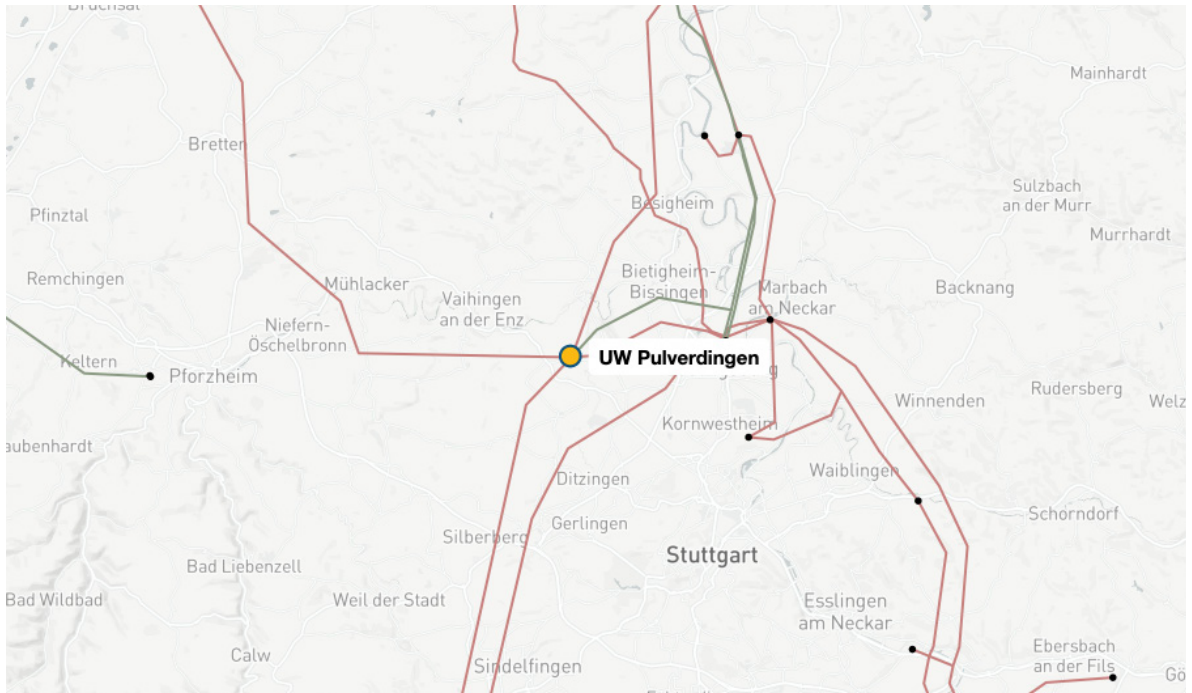 Bruchsal
Mainhardt
Bretten
Pfinztal
Besigheim
Sulzbach
an der Murr
Murrhardt
Remchingen
Mühlacker
Bietigheim-
Bissingen
Marbach
am Neckar
Backnang
Vaihingen
an der Enz
Niefern-
Öschelbronn
Keltern
Pforzheim
UW Pulverdingen
Rudersberg
Winnenden
Kornwestheim
Waiblingen
Ditzingen
Gerlingen
Schorndorf
Silberberg
Stuttgart
Bad Liebenzell
Bad Wildbad
Weil der Stadt
Esslingen
am Neckar
Calw
Sindelfingen
Ebersbach
an der Fils